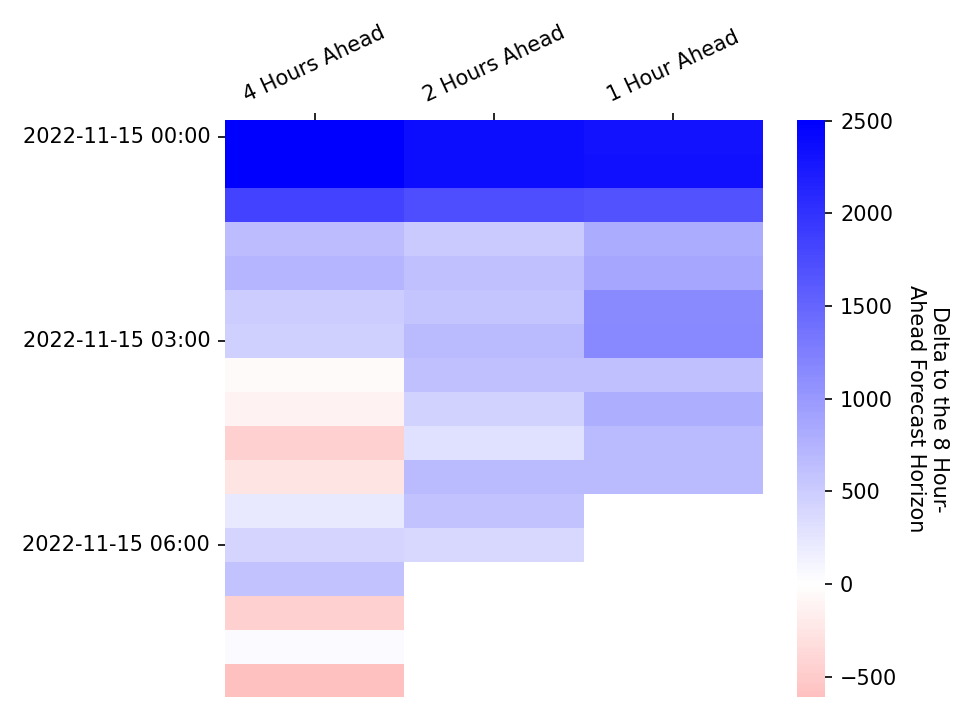 4 Hours Ahead
2 Hours Ahead
1 Hour Ahead
2022-11-15 00:00
2022-11-15 03:00
2022-11-15 06:00
2500
2000
1500
1000
500
0
−500
Delta to the 8 Hour-
Ahead Forecast Horizon